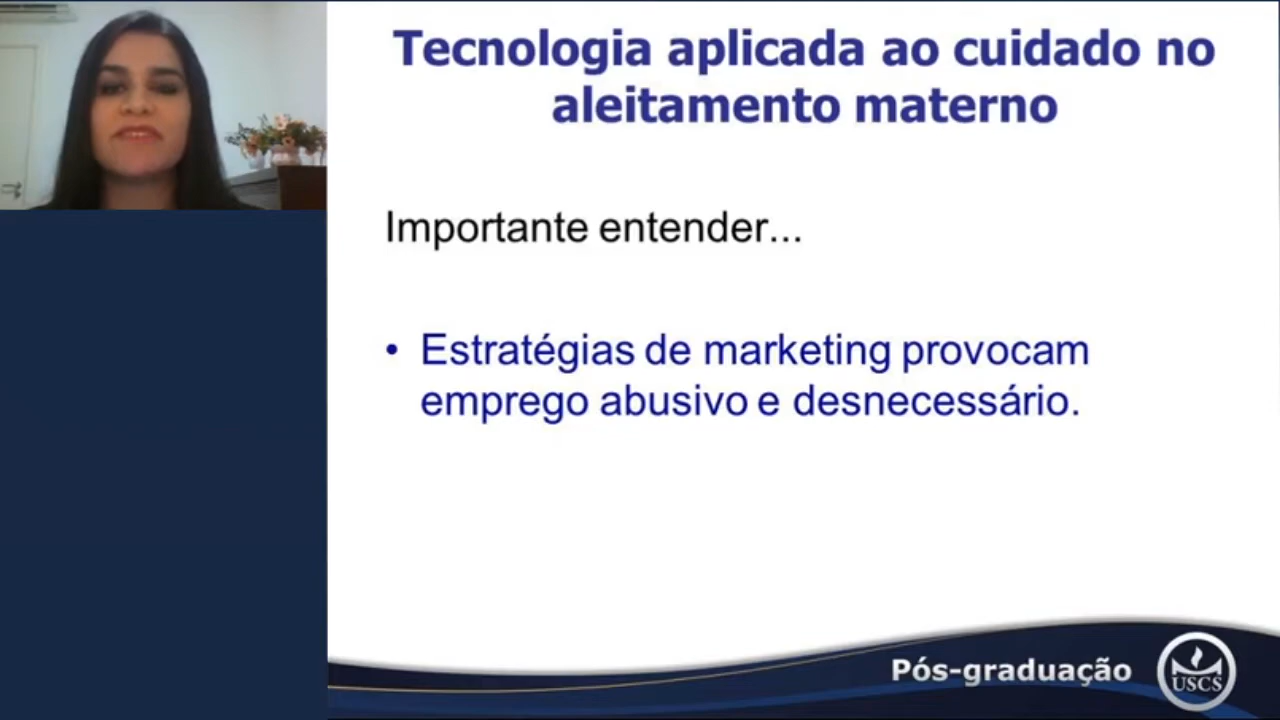 Tecnologia aplicada ao cuidado no
aleitamento materno
Importante entender...
• Estratégias de marketing provocam
emprego abusivo e desnecessário.
Pós-graduação
USCS